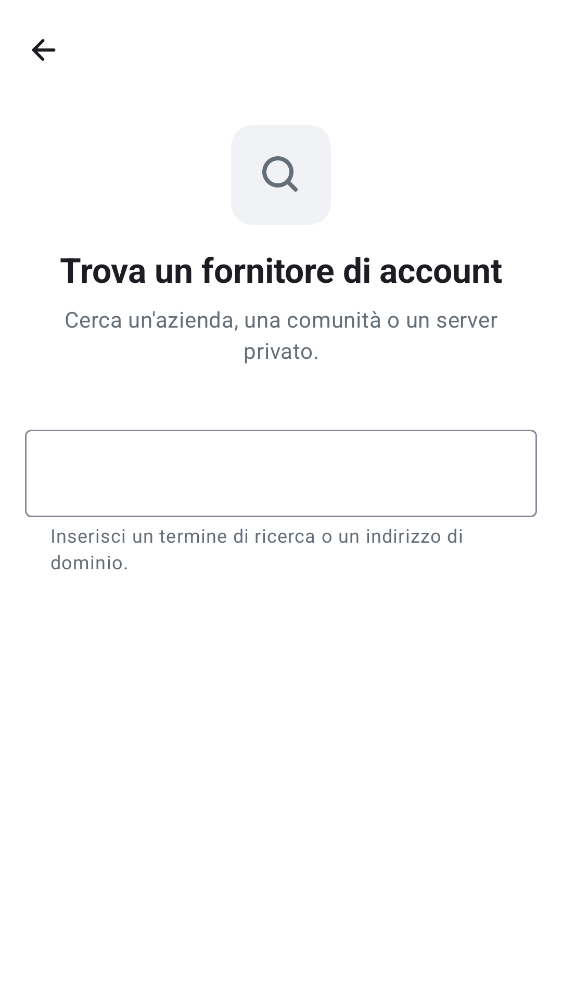 Trova un fornitore di account
Cerca un'azienda, una comunità o un server
privato.
Inserisci un termine di ricerca o un indirizzo di
dominio.